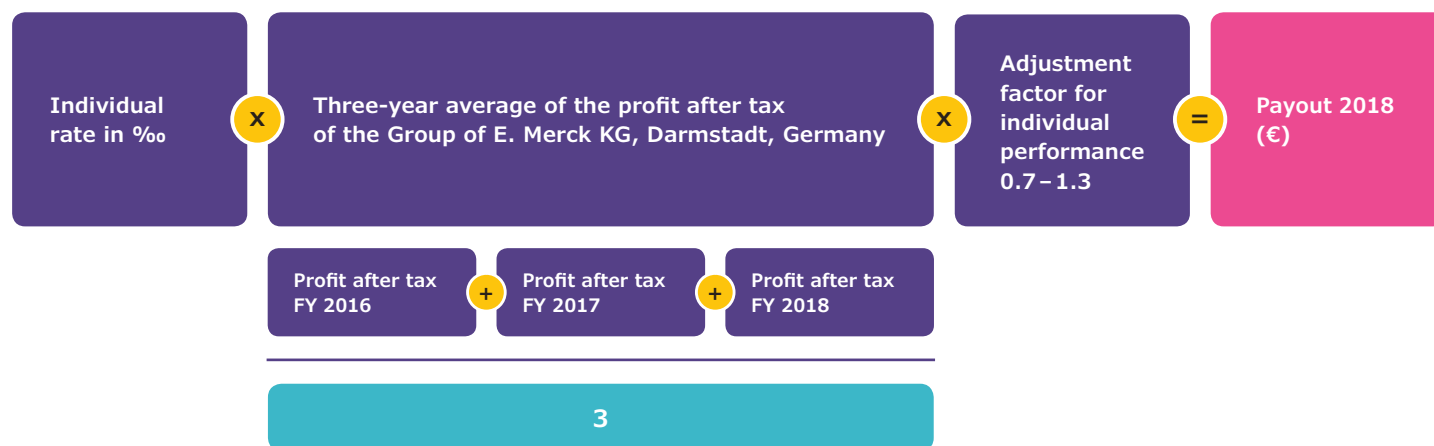 Individual
rate in ‰
x
Three-year average of the profit after tax
of the Group of E. Merck KG, Darmstadt, Germany
x
Adjustment
factor for
individual
performance
0.7–1.3
=
Payout 2018
(€)
Profit after tax
FY 2016
+
Profit after tax
FY 2017
+
Profit after tax
FY 2018
3